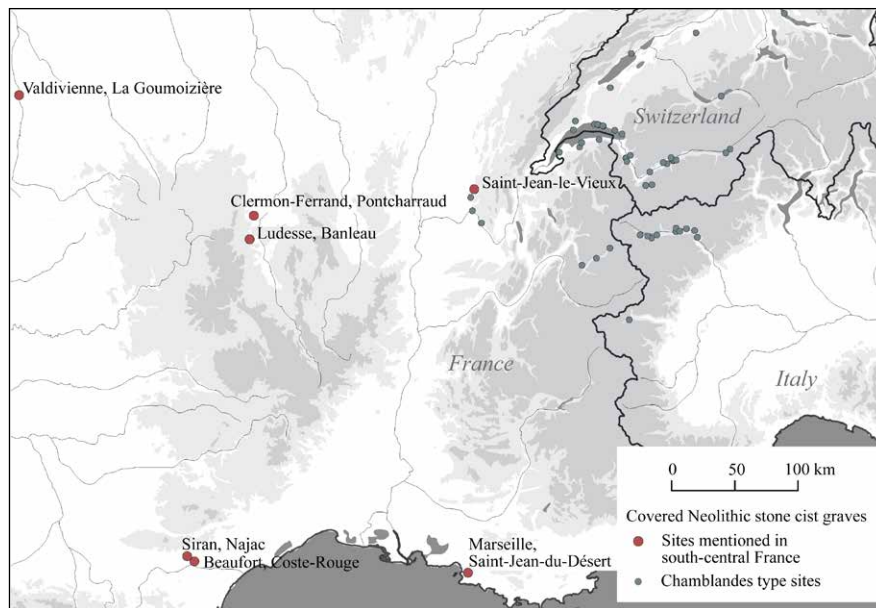 Valdivienne, La Goumoizière
Switzerland
Saint-Jean-le-Vieux
Clermon-Ferrand, Pontcharraud
Ludesse, Banleau
France
Italy
0 50 100 km
Covered Neolithic stone cist graves
Sites mentioned in
south-central France
Chamblandes type sites
Siran, Najac
Beaufort, Coste-Rouge
Marseille,
Saint-Jean-du-Désert